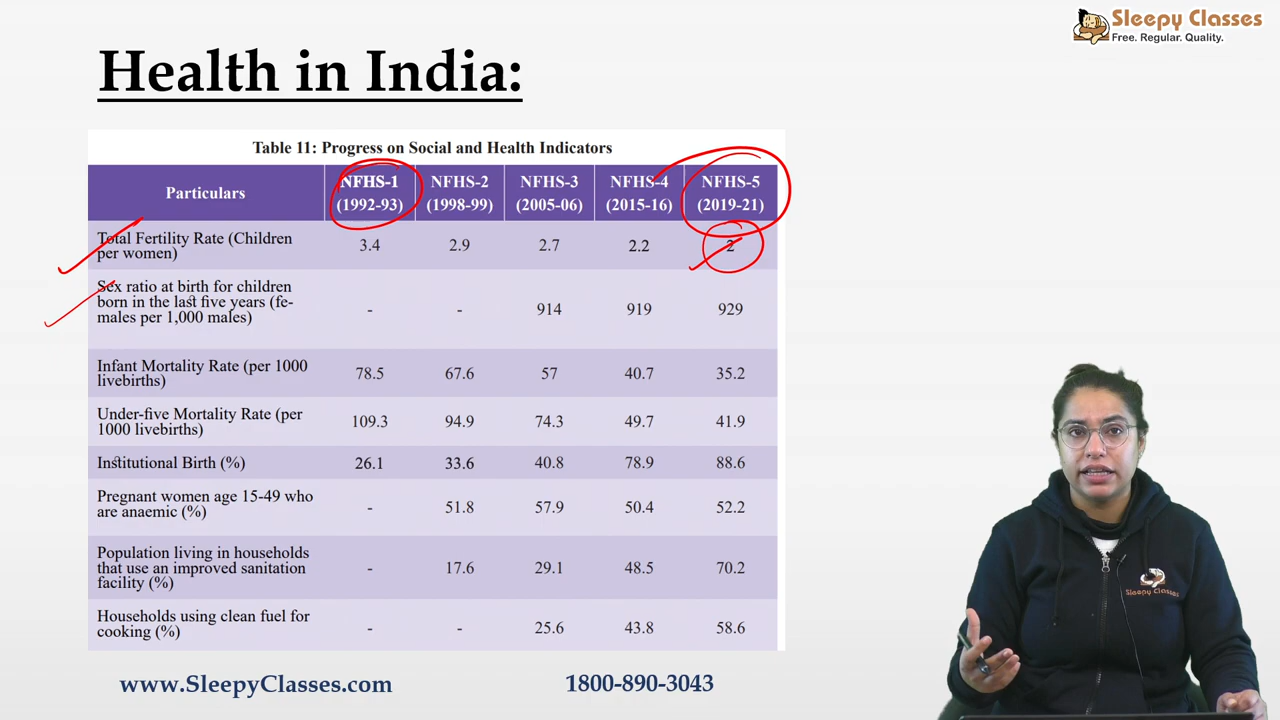 Sleepy Classes
Free. Regular. Quality.
Health in India:
Table 11: Progress on Social and Health Indicators
Particulars NFHS-1 (1992-93) NFHS-2 (1998-99) NFHS-3 (2005-06) NFHS-4 (2015-16) NFHS-5 (2019-21)
Total Fertility Rate (Children
per women) 3.4 2.9 2.7 2.2 2
Sex ratio at birth for children
born in the last five years (fe-
males per 1,000 males) - - 914 919 929
Infant Mortality Rate (per 1000
livebirths) 78.5 67.6 57 40.7 35.2
Under-five Mortality Rate (per
1000 livebirths) 109.3 94.9 74.3 49.7 41.9
Institutional Birth (%) 26.1 33.6 40.8 78.9 88.6
Pregnant women age 15-49 who
are anaemic (%) - 51.8 57.9 50.4 52.2
Population living in households
that use an improved sanitation
facility (%) - 17.6 29.1 48.5 70.2
Households using clean fuel for
cooking (%) - - 25.6 43.8 58.6
Sleepy Classes
www.SleepyClasses.com 1800-890-3043